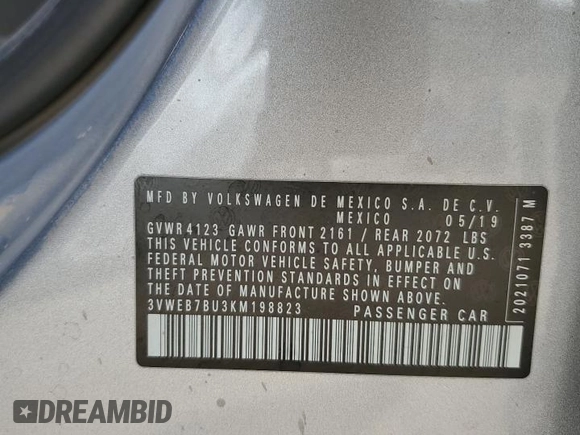 MFD BY VOLKSWAGEN DE MEXICO S.A. DE C.V.
MEXICO 05/19
GVWR4123 GAWR FRONT 2161 / REAR 2072 LBS
THIS VEHICLE CONFORMS TO ALL APPLICABLE U.S.
FEDERAL MOTOR VEHICLE SAFETY, BUMPER AND
THEFT PREVENTION STANDARDS IN EFFECT ON
THE DATE OF MANUFACTURE SHOWN ABOVE.
3VWEB7BU3KM198823 PASSENGER CAR
2021071 3387 M
DREAMBID